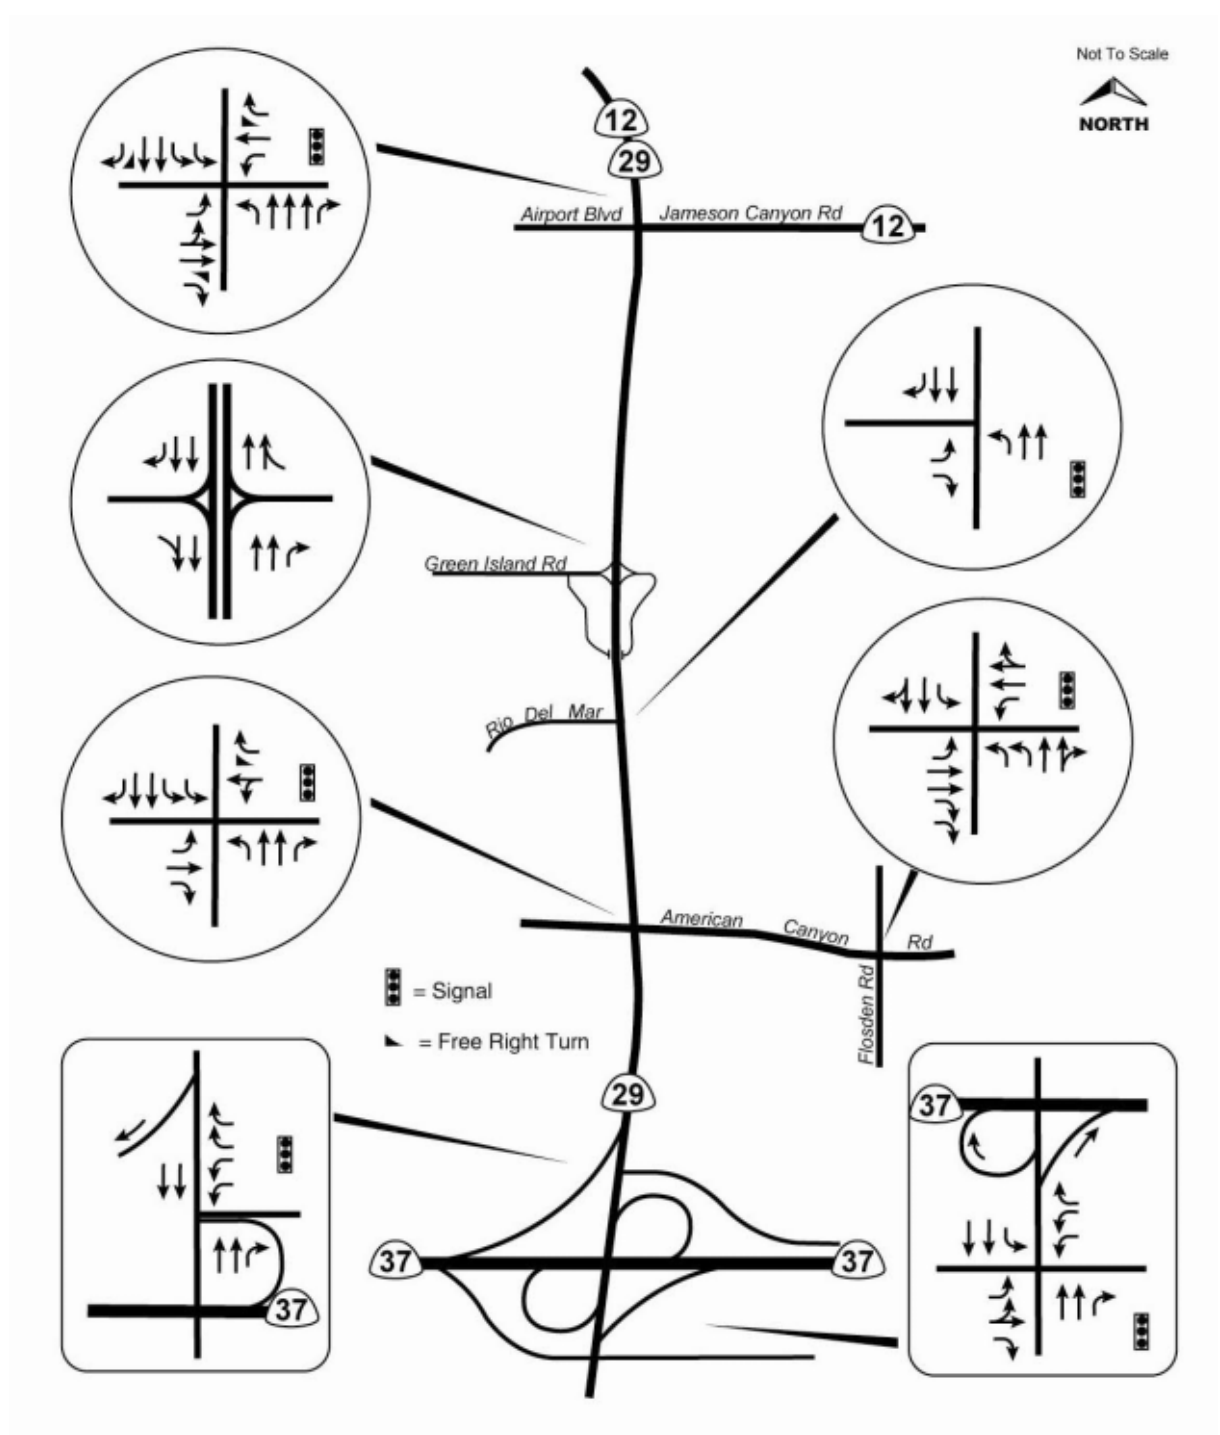 Not To Scale
NORTH
12
29
Airport Blvd
Jameson Canyon Rd
12
Green Island Rd
Rio Del Mar
American Canyon Rd
Flosden Rd
= Signal
= Free Right Turn
29
37
37
37
37